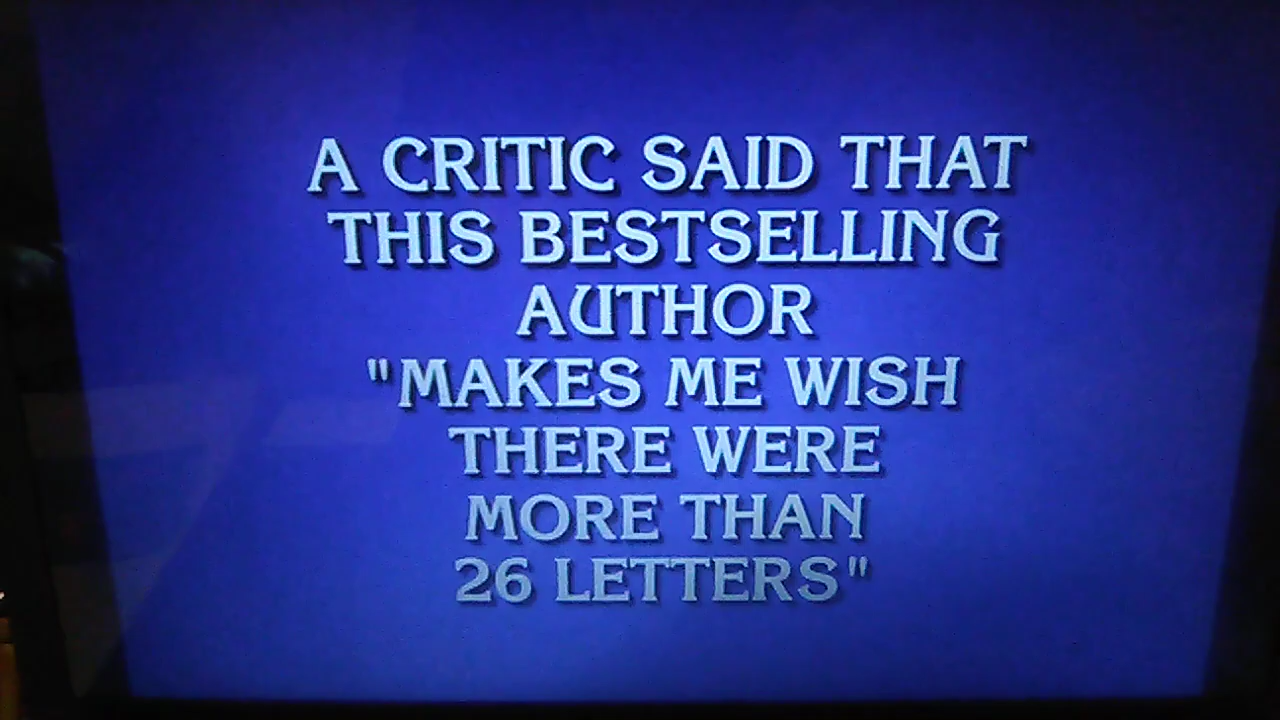 A CRITIC SAID THAT
THIS BESTSELLING
AUTHOR
"MAKES ME WISH
THERE WERE
MORE THAN
26 LETTERS"